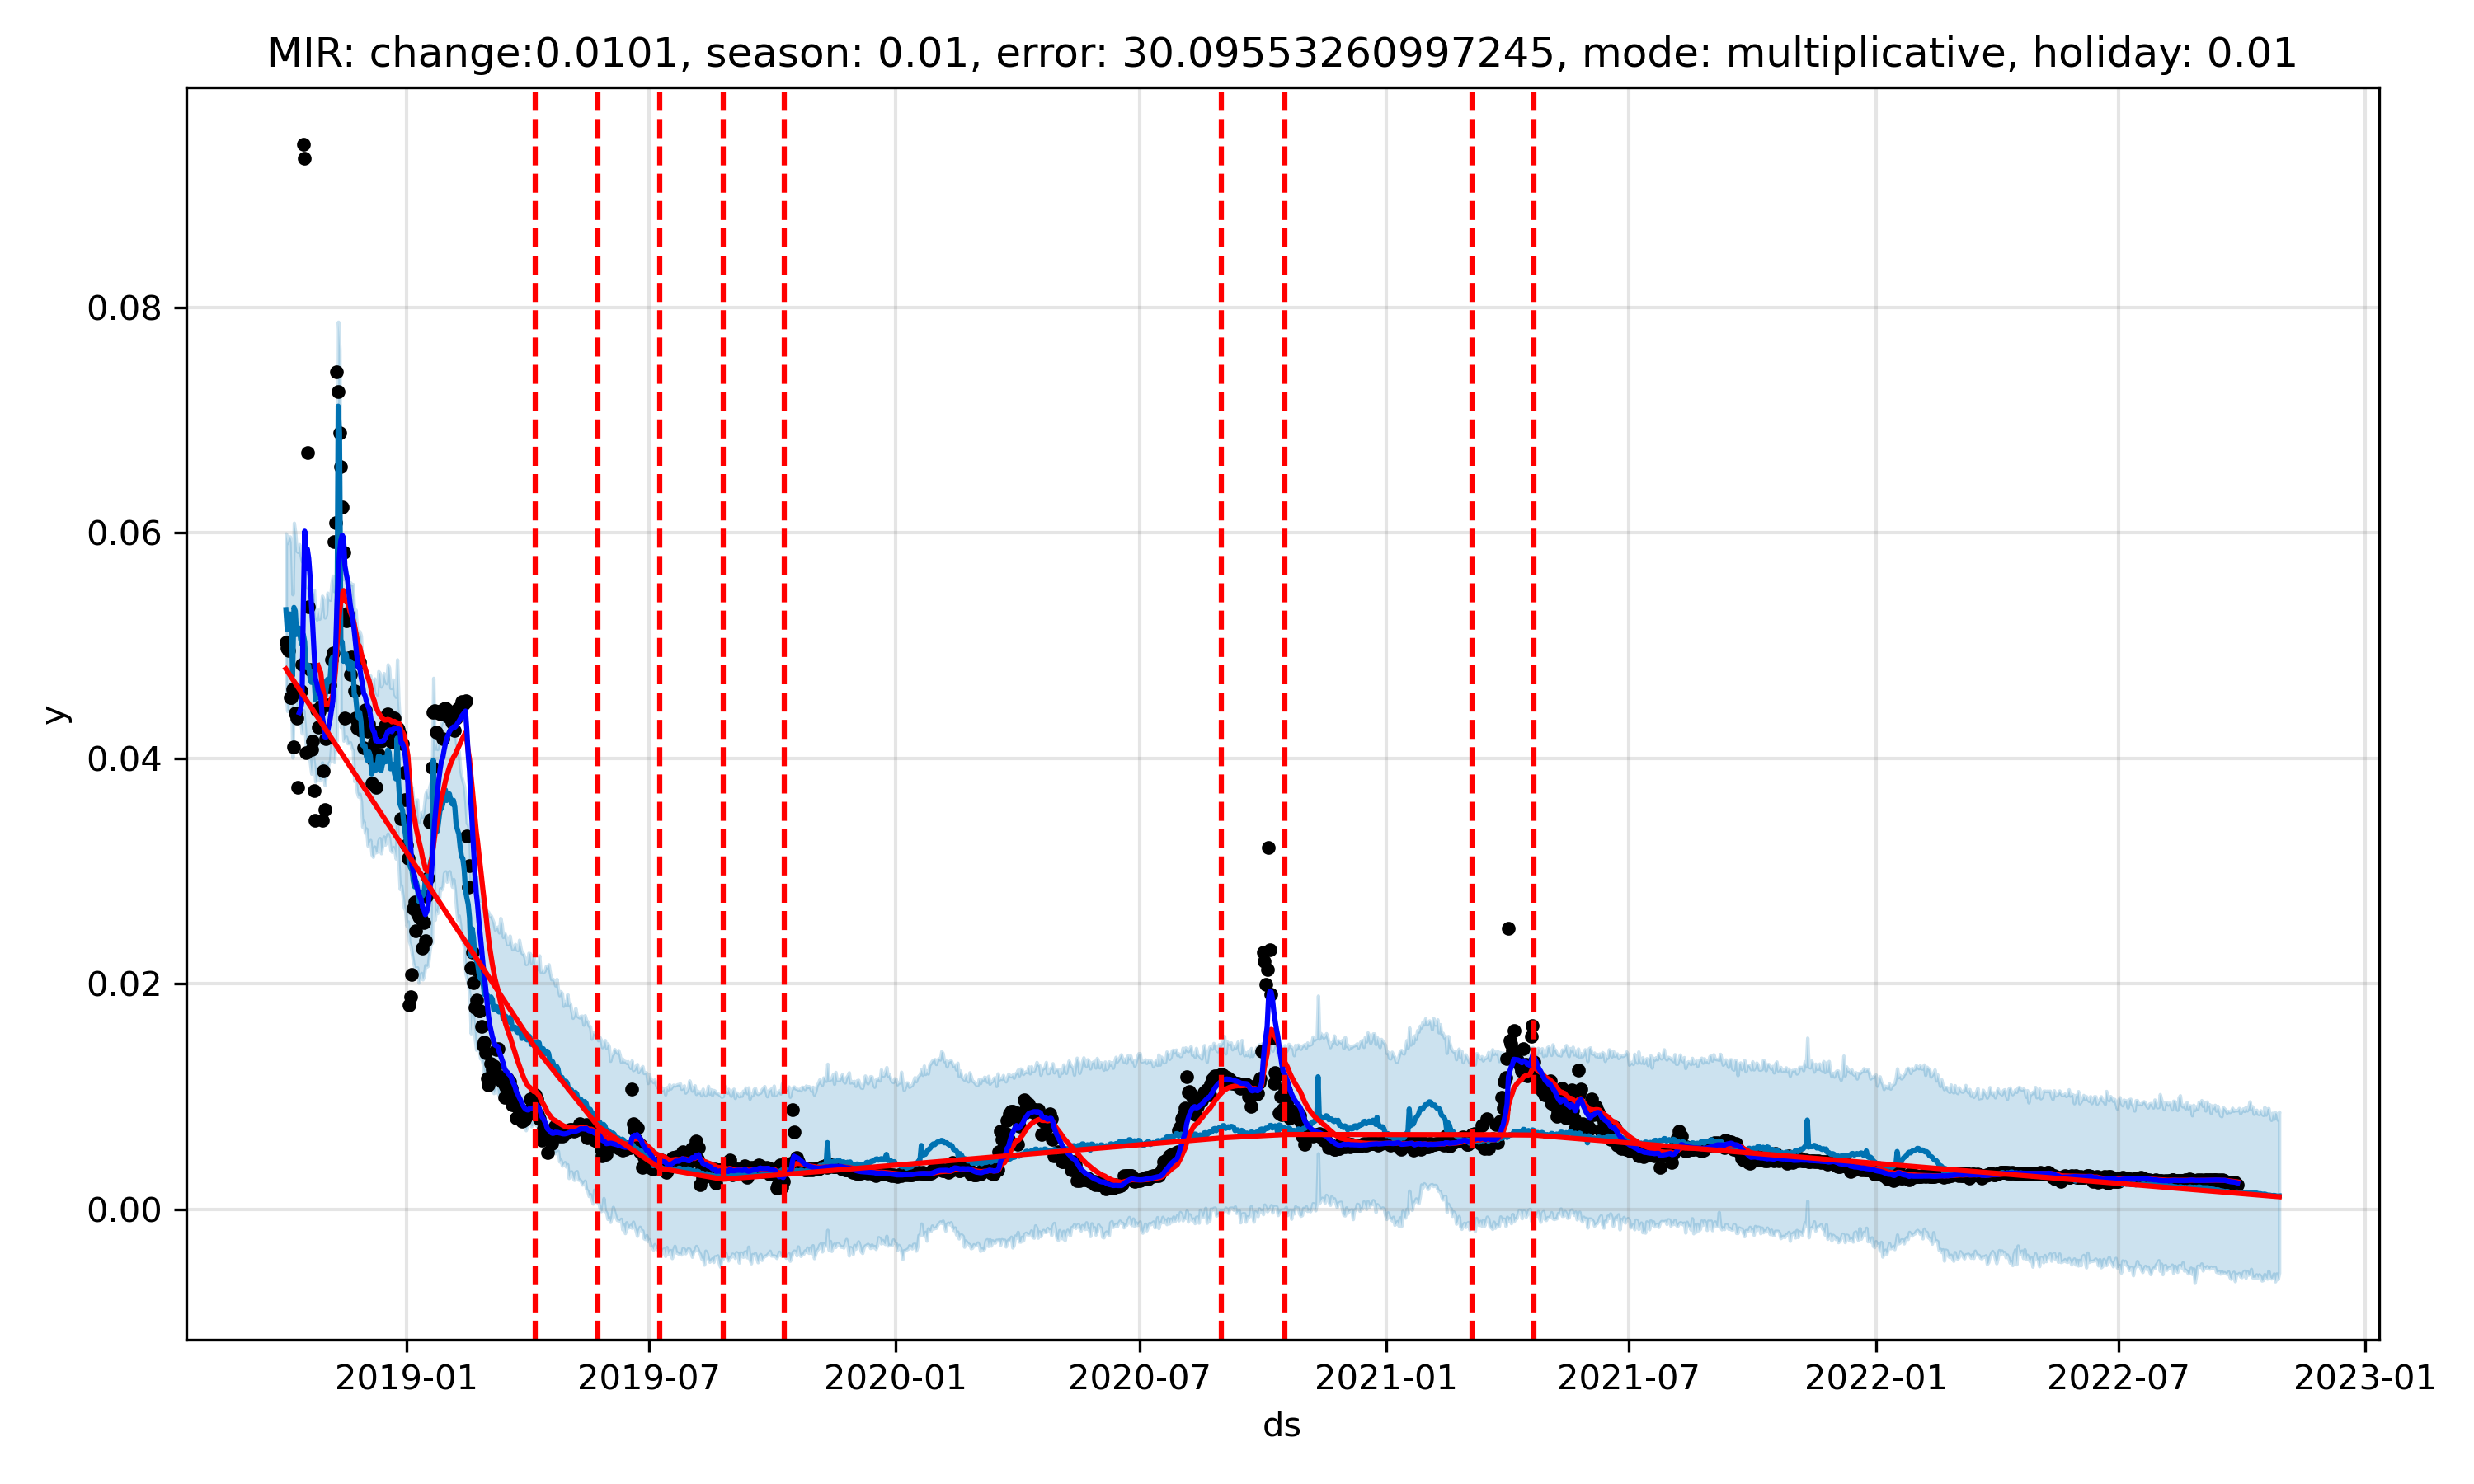 MIR: change:0.0101, season: 0.01, error: 30.09553260997245, mode: multiplicative, holiday: 0.01
y
0.08
0.06
0.04
0.02
0.00
2019-01 2019-07 2020-01 2020-07 2021-01 2021-07 2022-01 2022-07 2023-01
ds